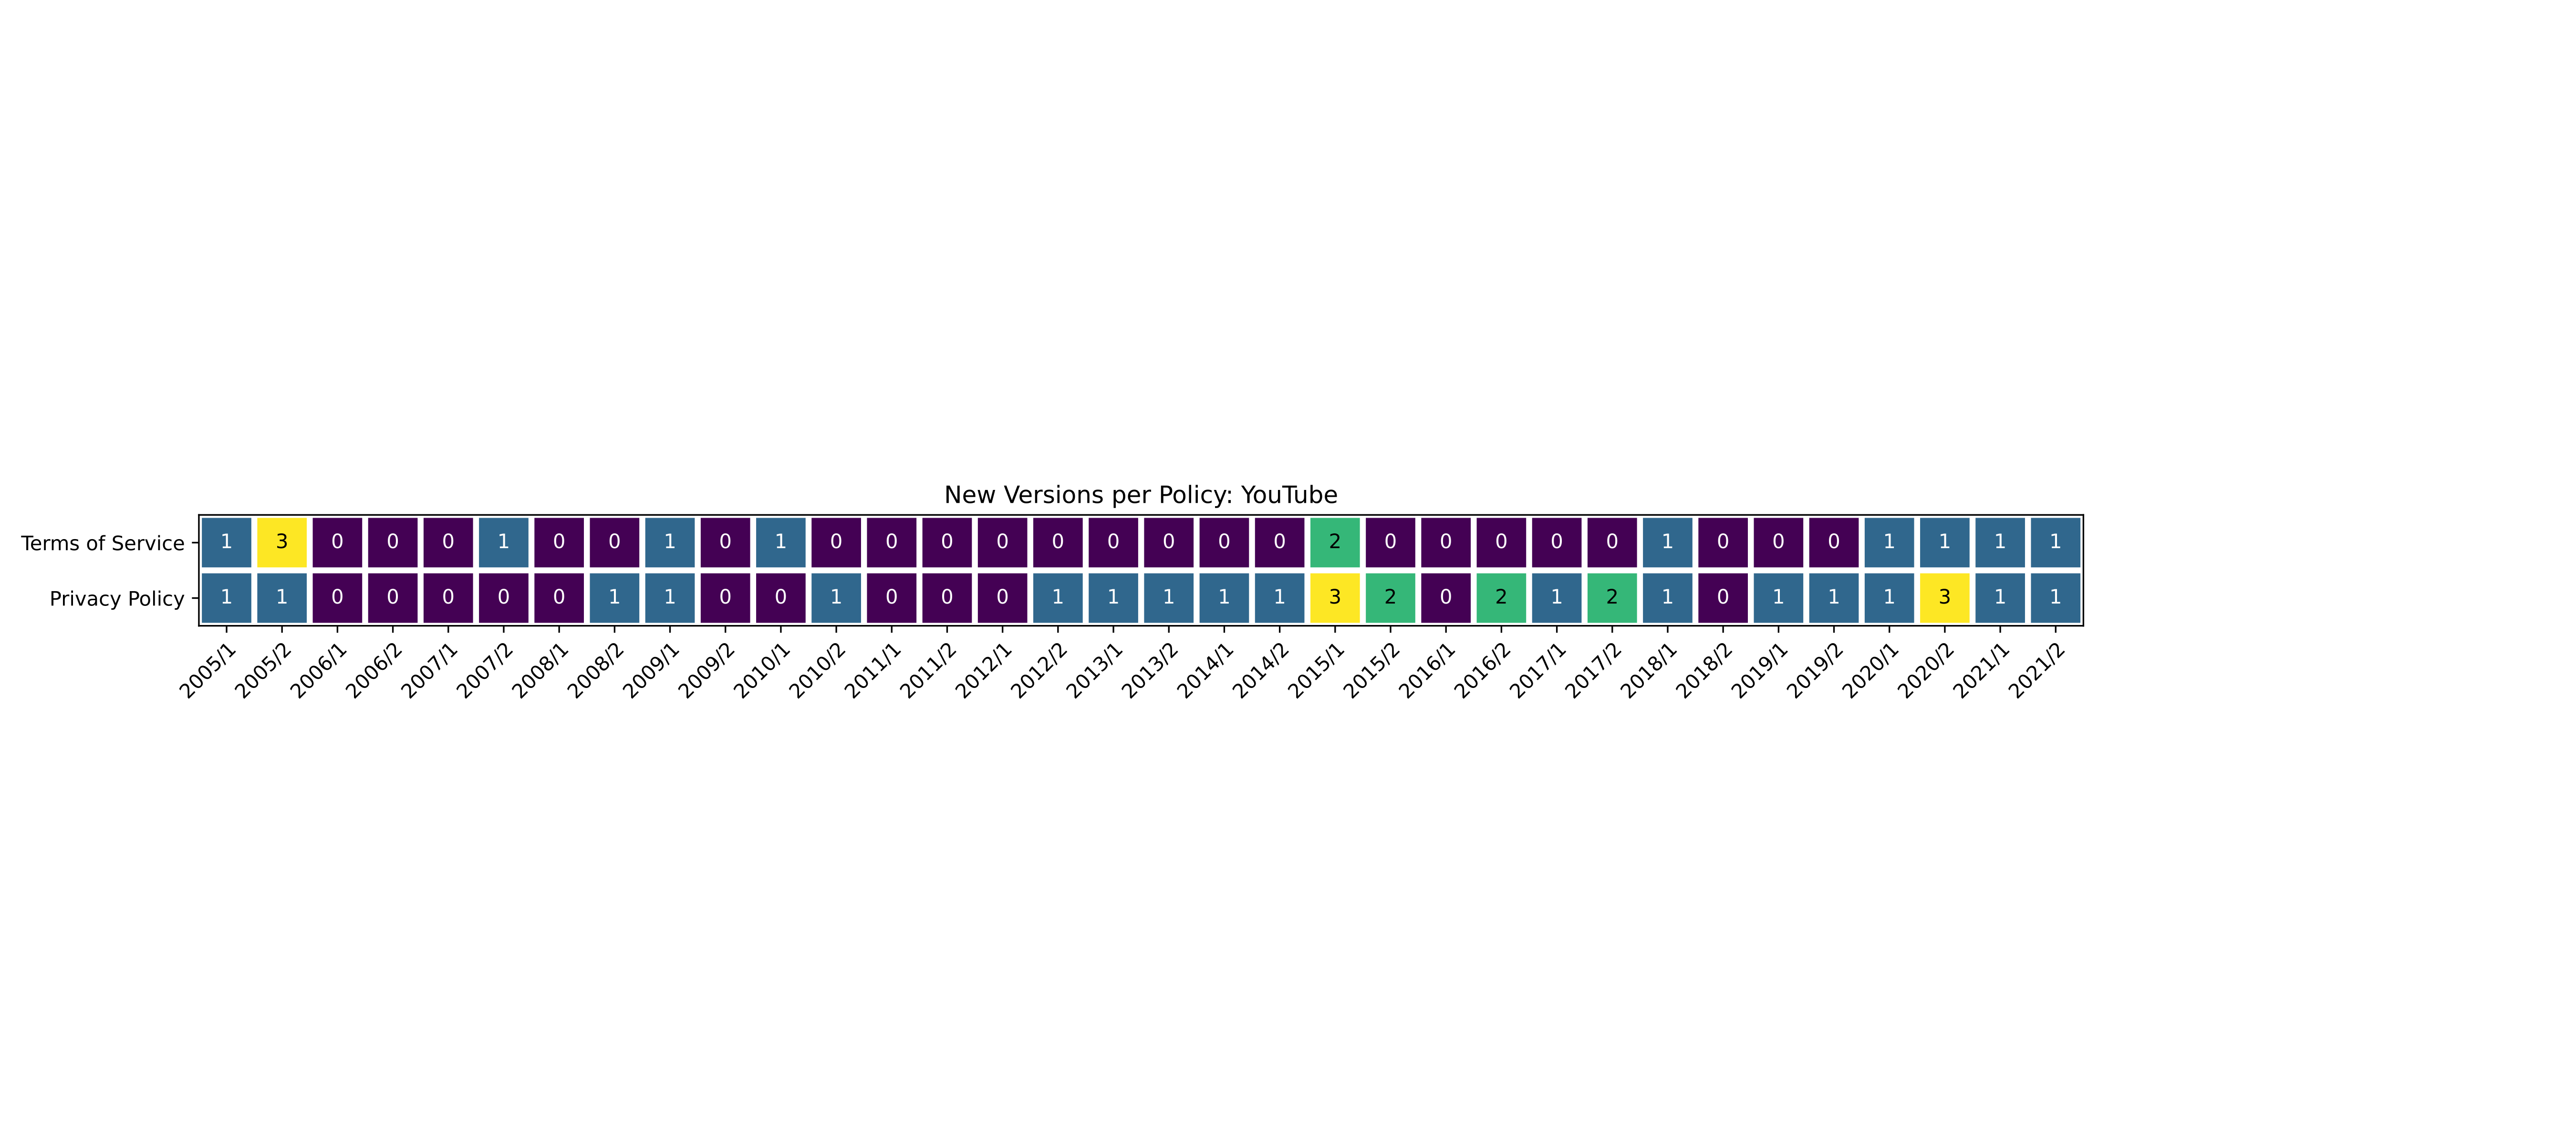 New Versions per Policy: YouTube
Terms of Service 1 3 0 0 0 1 0 0 1 0 1 0 0 0 0 0 0 0 0 0 2 0 0 0 0 0 1 0 0 0 1 1 1 1
Privacy Policy 1 1 0 0 0 0 0 1 1 0 0 1 0 0 0 1 1 1 1 1 3 2 0 2 1 2 1 0 1 1 1 3 1 1
2005/1 2005/2 2006/1 2006/2 2007/1 2007/2 2008/1 2008/2 2009/1 2009/2 2010/1 2010/2 2011/1 2011/2 2012/1 2012/2 2013/1 2013/2 2014/1 2014/2 2015/1 2015/2 2016/1 2016/2 2017/1 2017/2 2018/1 2018/2 2019/1 2019/2 2020/1 2020/2 2021/1 2021/2